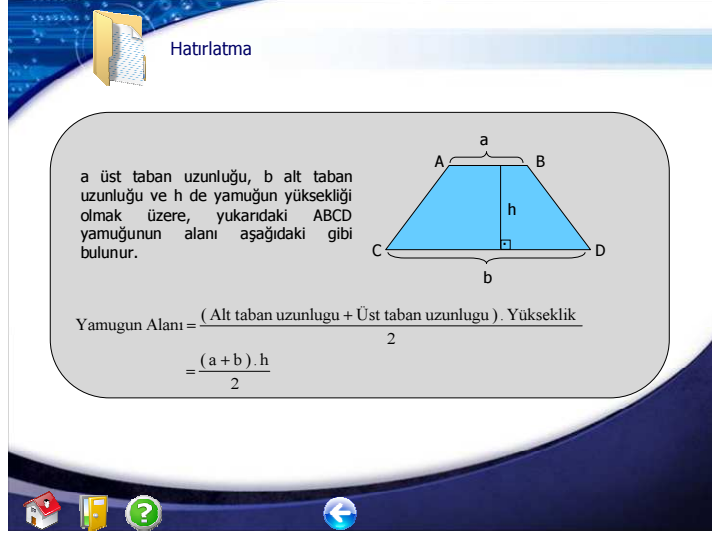 Hatırlatma
a üst taban uzunluğu, b alt taban
uzunluğu ve h de yamuğun yüksekliği
olmak üzere, yukarıdaki ABCD
yamuğunun alanı aşağıdaki gibi
bulunur.
a
A B
h
C D
b
Yamugun Alanı = ( Alt taban uzunlugu + Üst taban uzunlugu ) . Yükseklik
2
= ( a + b ) . h
2
?